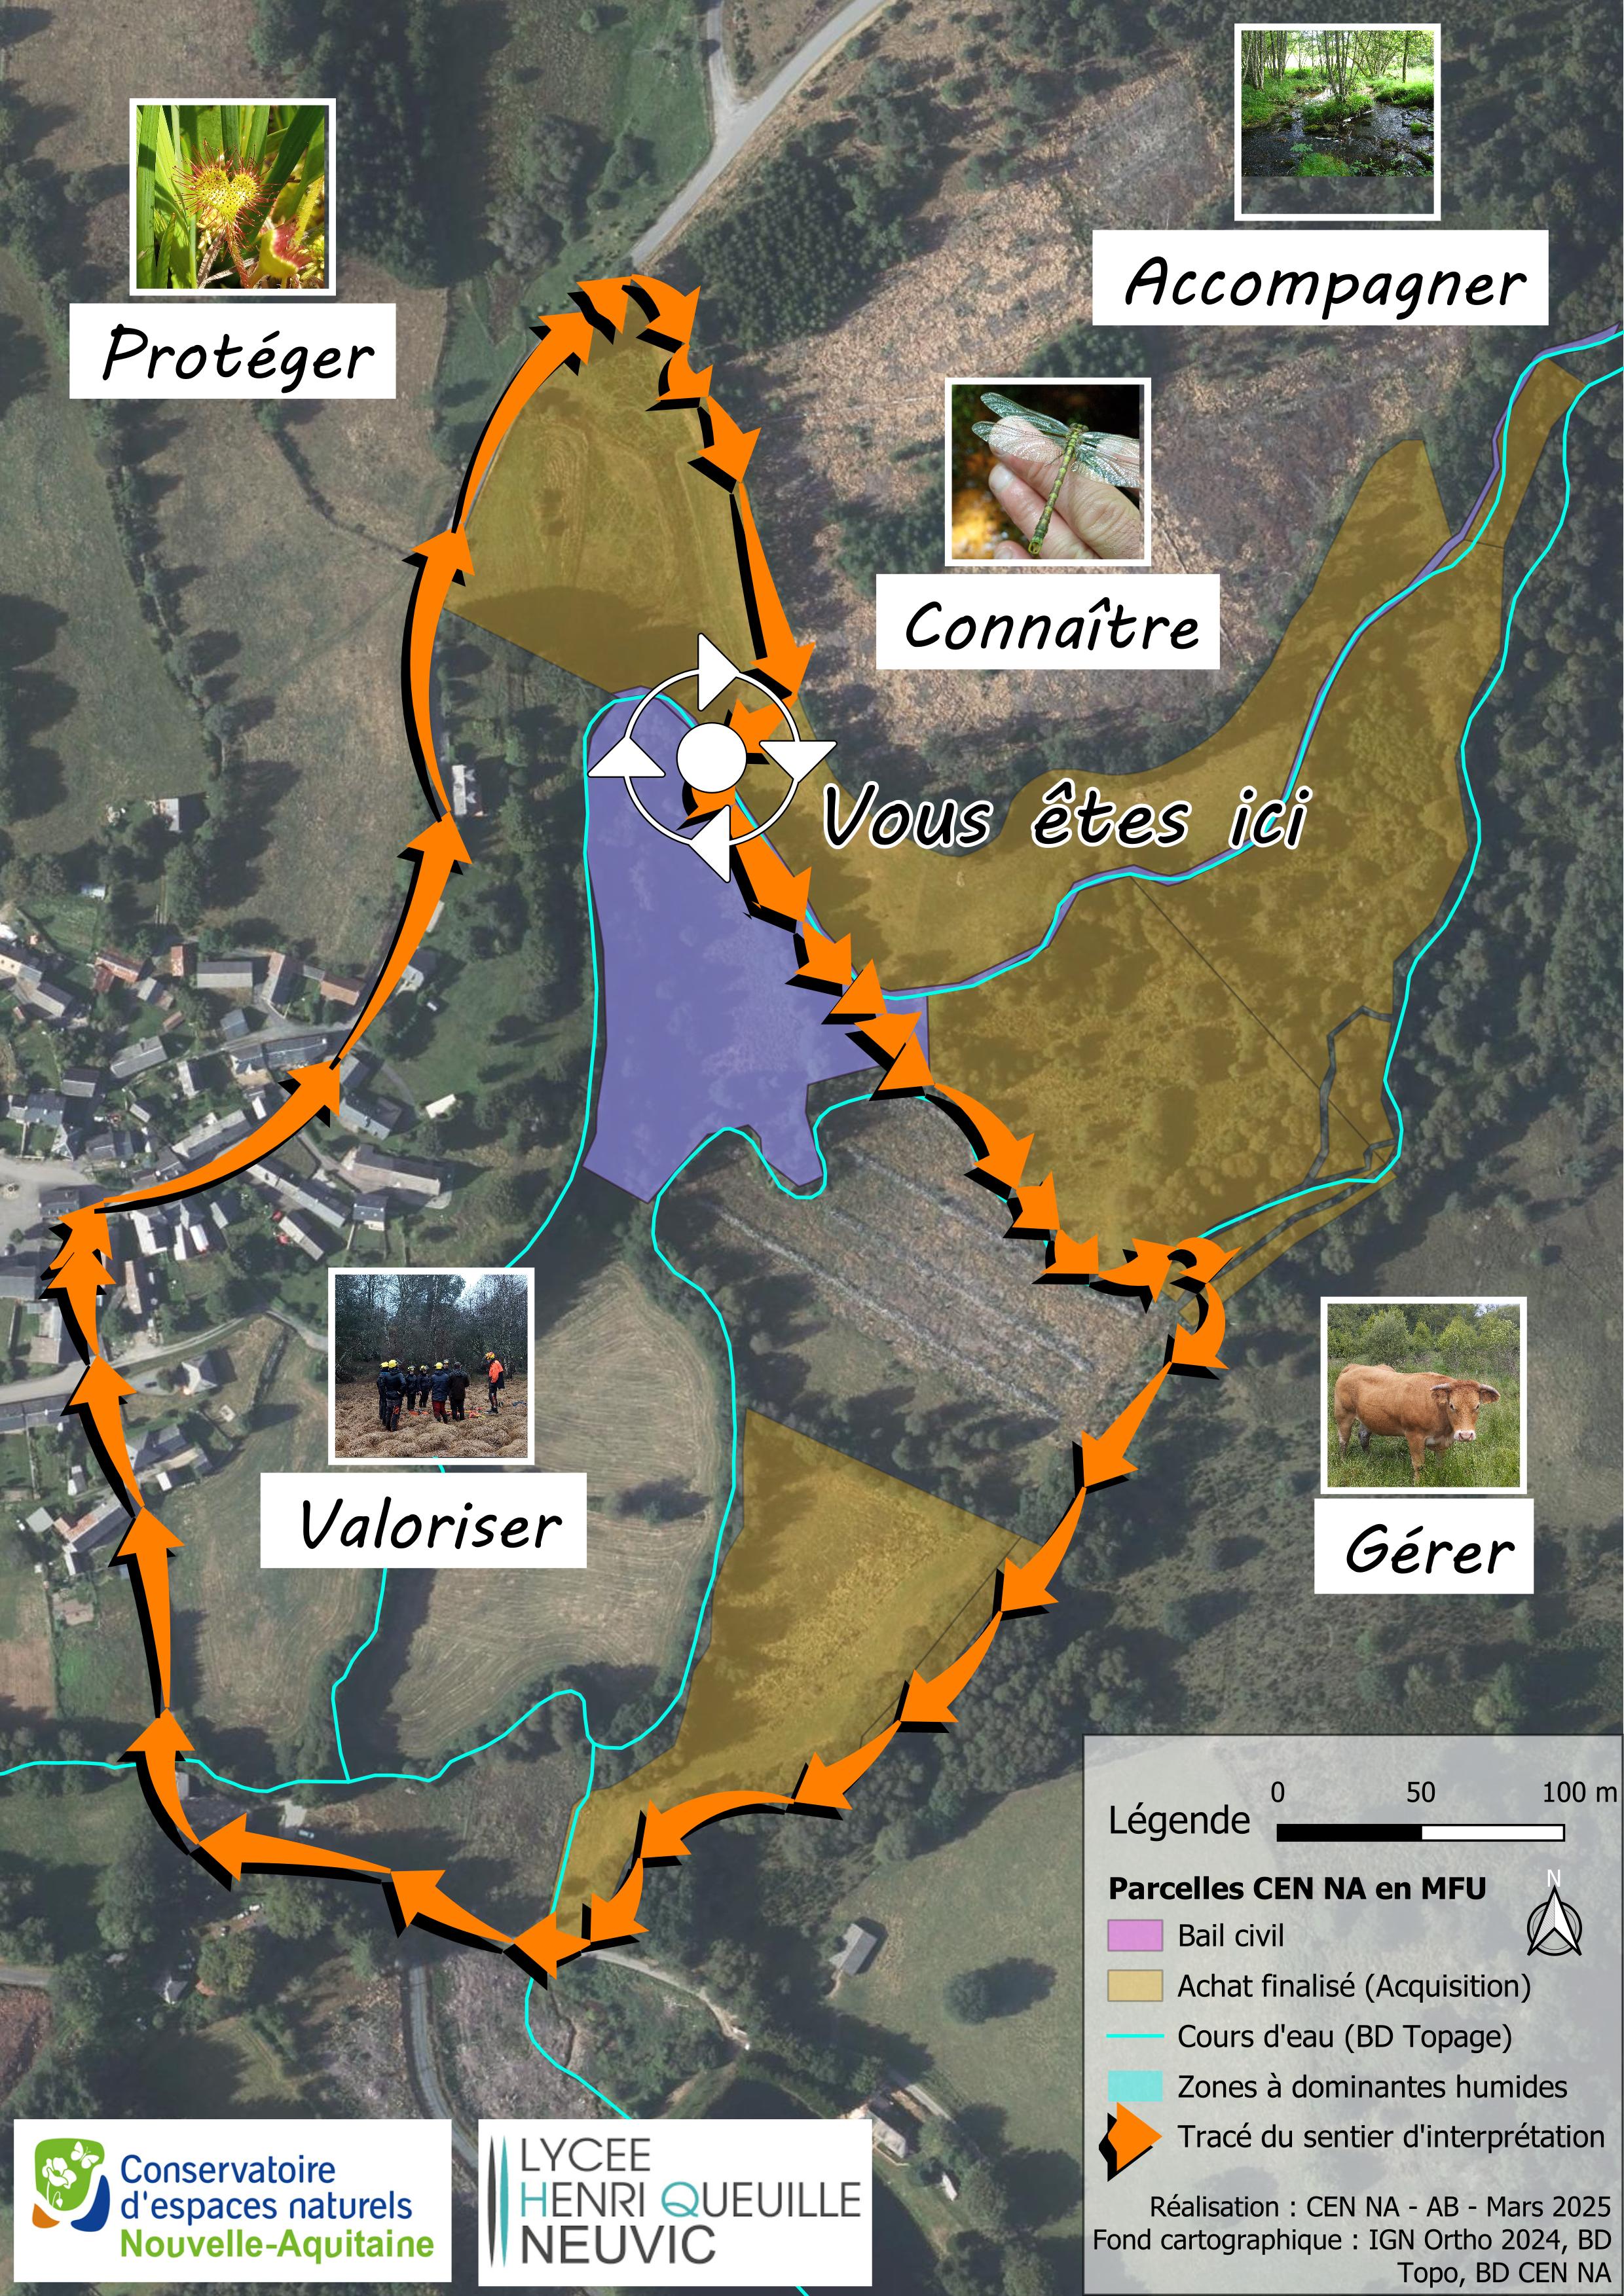 Protéger
Accompagner
Connaître
Vous êtes ici
Valoriser
Gérer
Légende
0 50 100 m
Parcelles CEN NA en MFU
N
Bail civil
Achat finalisé (Acquisition)
Cours d'eau (BD Topage)
Zones à dominantes humides
Tracé du sentier d'interprétation
Réalisation : CEN NA - AB - Mars 2025
Fond cartographique : IGN Ortho 2024, BD
Topo, BD CEN NA
Conservatoire
d'espaces naturels
Nouvelle-Aquitaine
LYCEE
HENRI QUEUILLE
NEUVIC